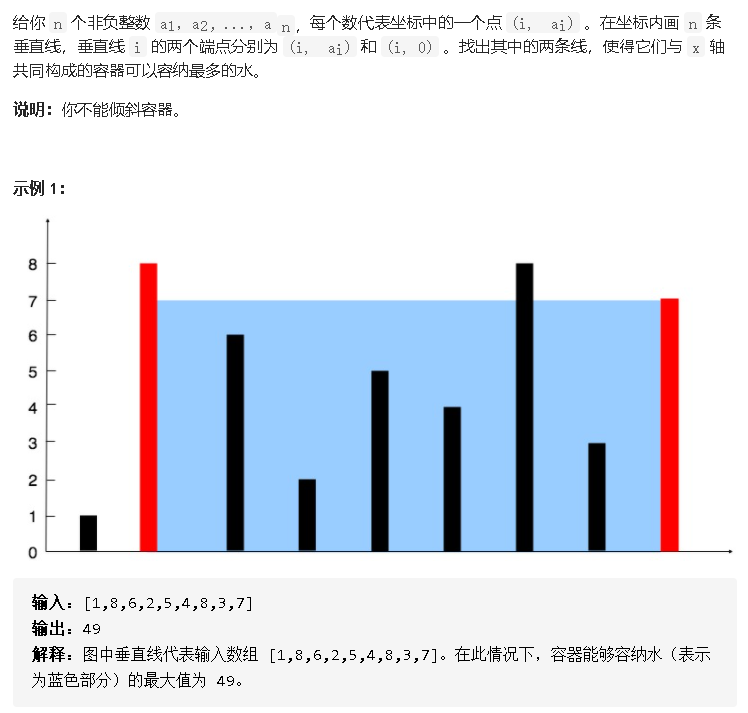 给你 n 个非负整数 a1, a2, ..., a n , 每个数代表坐标中的一个点 (i, ai) 。在坐标内画 n 条
垂直线，垂直线 i 的两个端点分别为 (i, ai) 和 (i, 0) 。找出其中的两条线，使得它们与 x 轴
共同构成的容器可以容纳最多的水。
说明：你不能倾斜容器。
示例 1：
8
7
6
5
4
3
2
1
0
输入：[1,8,6,2,5,4,8,3,7]
输出：49
解释：图中垂直线代表输入数组 [1,8,6,2,5,4,8,3,7]。在此情况下，容器能够容纳水（表示
为蓝色部分）的最大值为 49。